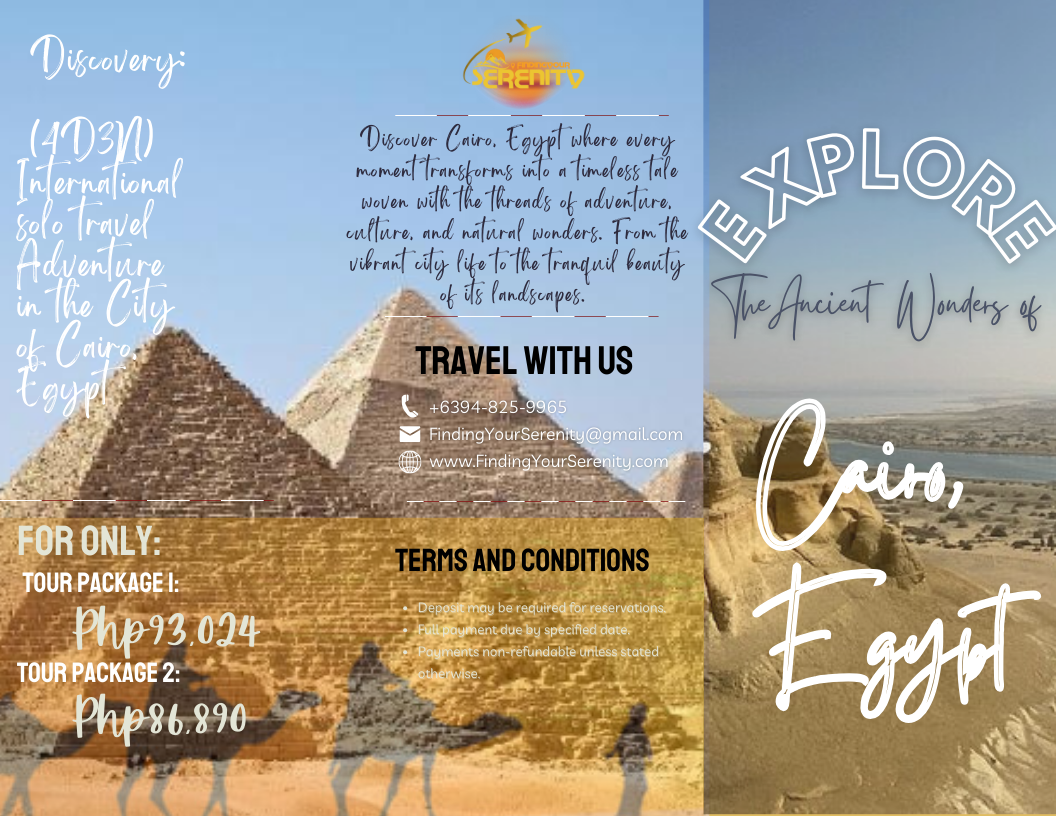 Discovery:
(4D3N)
International
solo travel
Adventure
in the City
of Cairo,
Egypt
FOR ONLY:
TOUR PACKAGE 1:
Php93,024
TOUR PACKAGE 2:
Php86,890
SERENITY
Discover Cairo, Egypt where every
moment transforms into a timeless tale
woven with the threads of adventure,
culture, and natural wonders. From the
vibrant city life to the tranquil beauty
of its landscapes.
TRAVEL WITH US
+6394-825-9965
FindingYourSerenity@gmail.com
www.FindingYourSerenity.com
TERMS AND CONDITIONS
• Deposit may be required for reservations.
• Full payment due by specified date.
• Payments non-refundable unless stated
otherwise.
EXPLORE
The Ancient Wonders of
Cairo,
Egypt